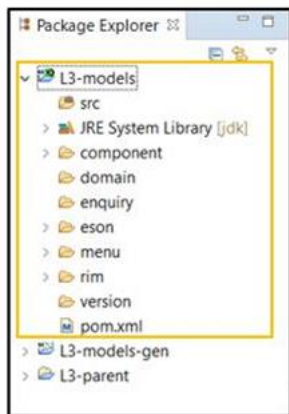 Package Explorer
L3-models
src
JRE System Library [jdk]
component
domain
enquiry
eson
menu
rim
version
pom.xml
L3-models-gen
L3-parent